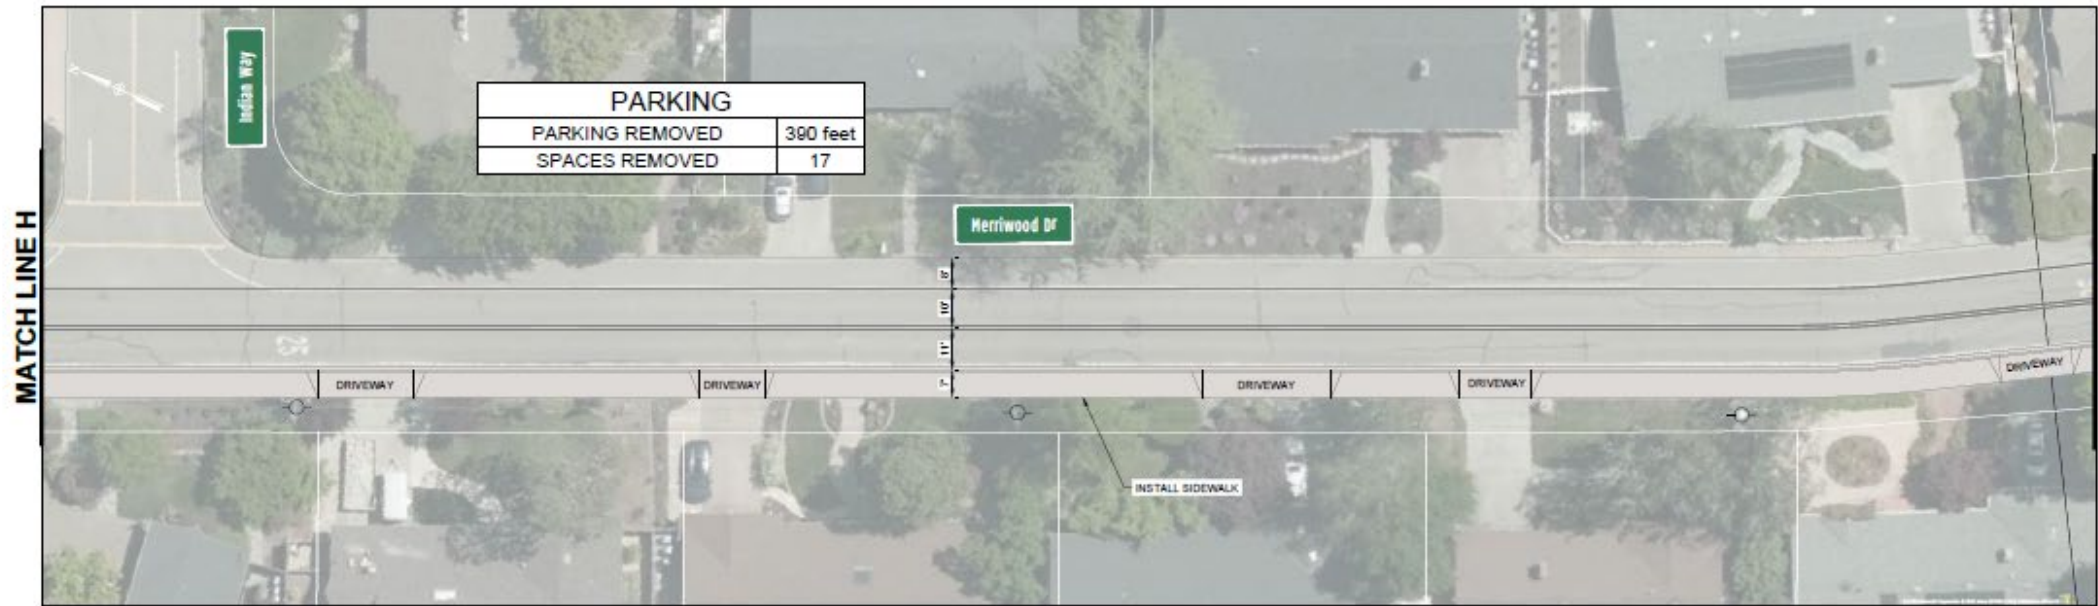 Indian Way
N
PARKING
PARKING REMOVED 390 feet
SPACES REMOVED 17
MATCH LINE H
Merriwood Dr
10'
11'
7'
25
DRIVEWAY
DRIVEWAY
DRIVEWAY
DRIVEWAY
DRIVEWAY
INSTALL SIDEWALK